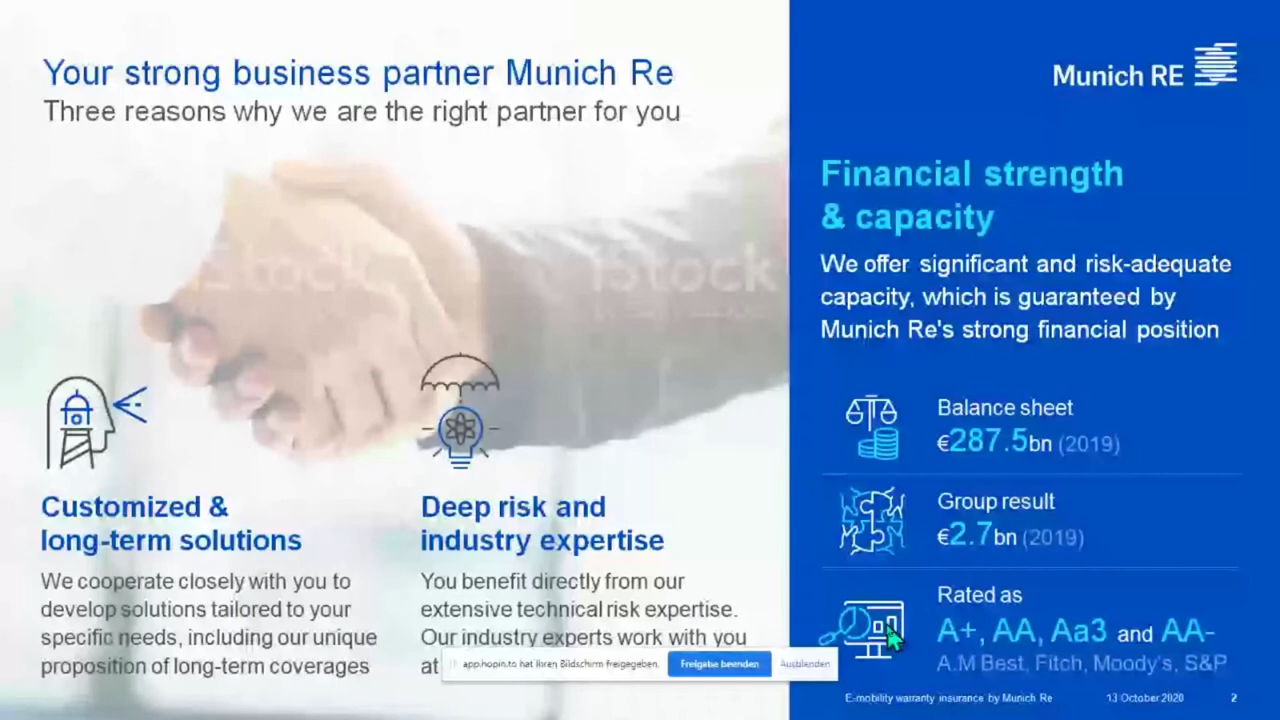 Your strong business partner Munich Re
Three reasons why we are the right partner for you
iStock
iStock
Customized &
long-term solutions
We cooperate closely with you to
develop solutions tailored to your
specific needs, including our unique
proposition of long-term coverages
Deep risk and
industry expertise
You benefit directly from our
extensive technical risk expertise.
Our industry experts work with you
at
app.hopin.to hat Ihren Bildschirm freigegeben.
Freigabe beenden
Ausblenden
Munich RE
Financial strength
& capacity
We offer significant and risk-adequate
capacity, which is guaranteed by
Munich Re's strong financial position
Balance sheet
€287.5bn (2019)
Group result
€2.7bn (2019)
Rated as
A+, AA, Aa3 and AA-
A.M Best, Fitch, Moody's, S&P
E-mobility warranty insurance by Munich Re 13 October 2020 2